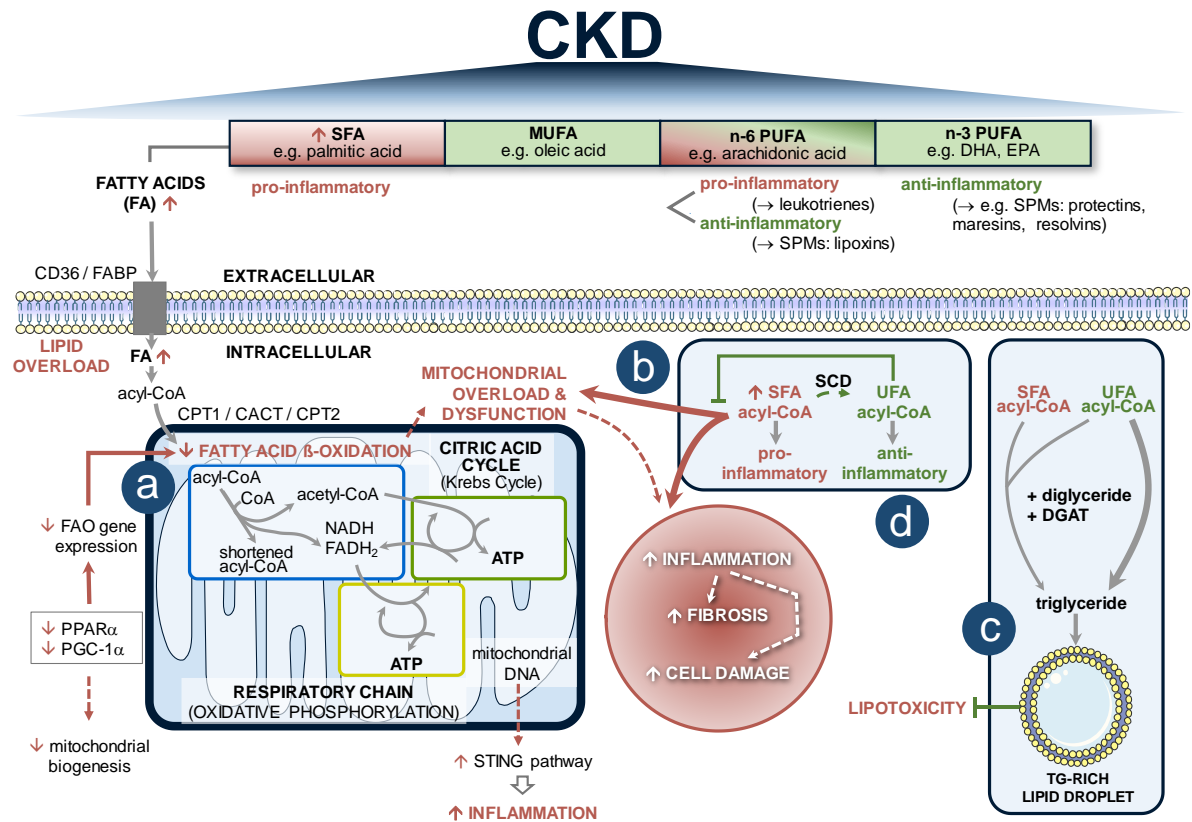 CKD
↑ SFA
e.g. palmitic acid
MUFA
e.g. oleic acid
n-6 PUFA
e.g. arachidonic acid
n-3 PUFA
e.g. DHA, EPA
pro-inflammatory
pro-inflammatory
(→ leukotrienes)
anti-inflammatory
(→ SPMs: lipoxins)
anti-inflammatory
(→ e.g. SPMs: protectins,
maresins, resolvins)
FATTY ACIDS
(FA) ↑
CD36 / FABP
EXTRACELLULAR
INTRACELLULAR
LIPID
OVERLOAD
FA ↑
acyl-CoA
CPT1 / CACT / CPT2
MITOCHONDRIAL
OVERLOAD &
DYSFUNCTION
a
↓ FATTY ACID ß-OXIDATION
CITRIC ACID
CYCLE
(Krebs Cycle)
acyl-CoA
CoA
acetyl-CoA
NADH
FADH₂
shortened
acyl-CoA
ATP
ATP
RESPIRATORY CHAIN
(OXIDATIVE PHOSPHORYLATION)
mitochondrial
DNA
↑ STING pathway
↑ INFLAMMATION
↓ FAO gene
expression
↓ PPARα
↓ PGC-1α
↓ mitochondrial
biogenesis
b
↑ SFA
acyl-CoA
SCD
UFA
acyl-CoA
pro-
inflammatory
anti-
inflammatory
d
↑ INFLAMMATION
↑ FIBROSIS
↑ CELL DAMAGE
SFA
acyl-CoA
UFA
acyl-CoA
+ diglyceride
+ DGAT
triglyceride
c
LIPOTOXICITY
TG-RICH
LIPID DROPLET